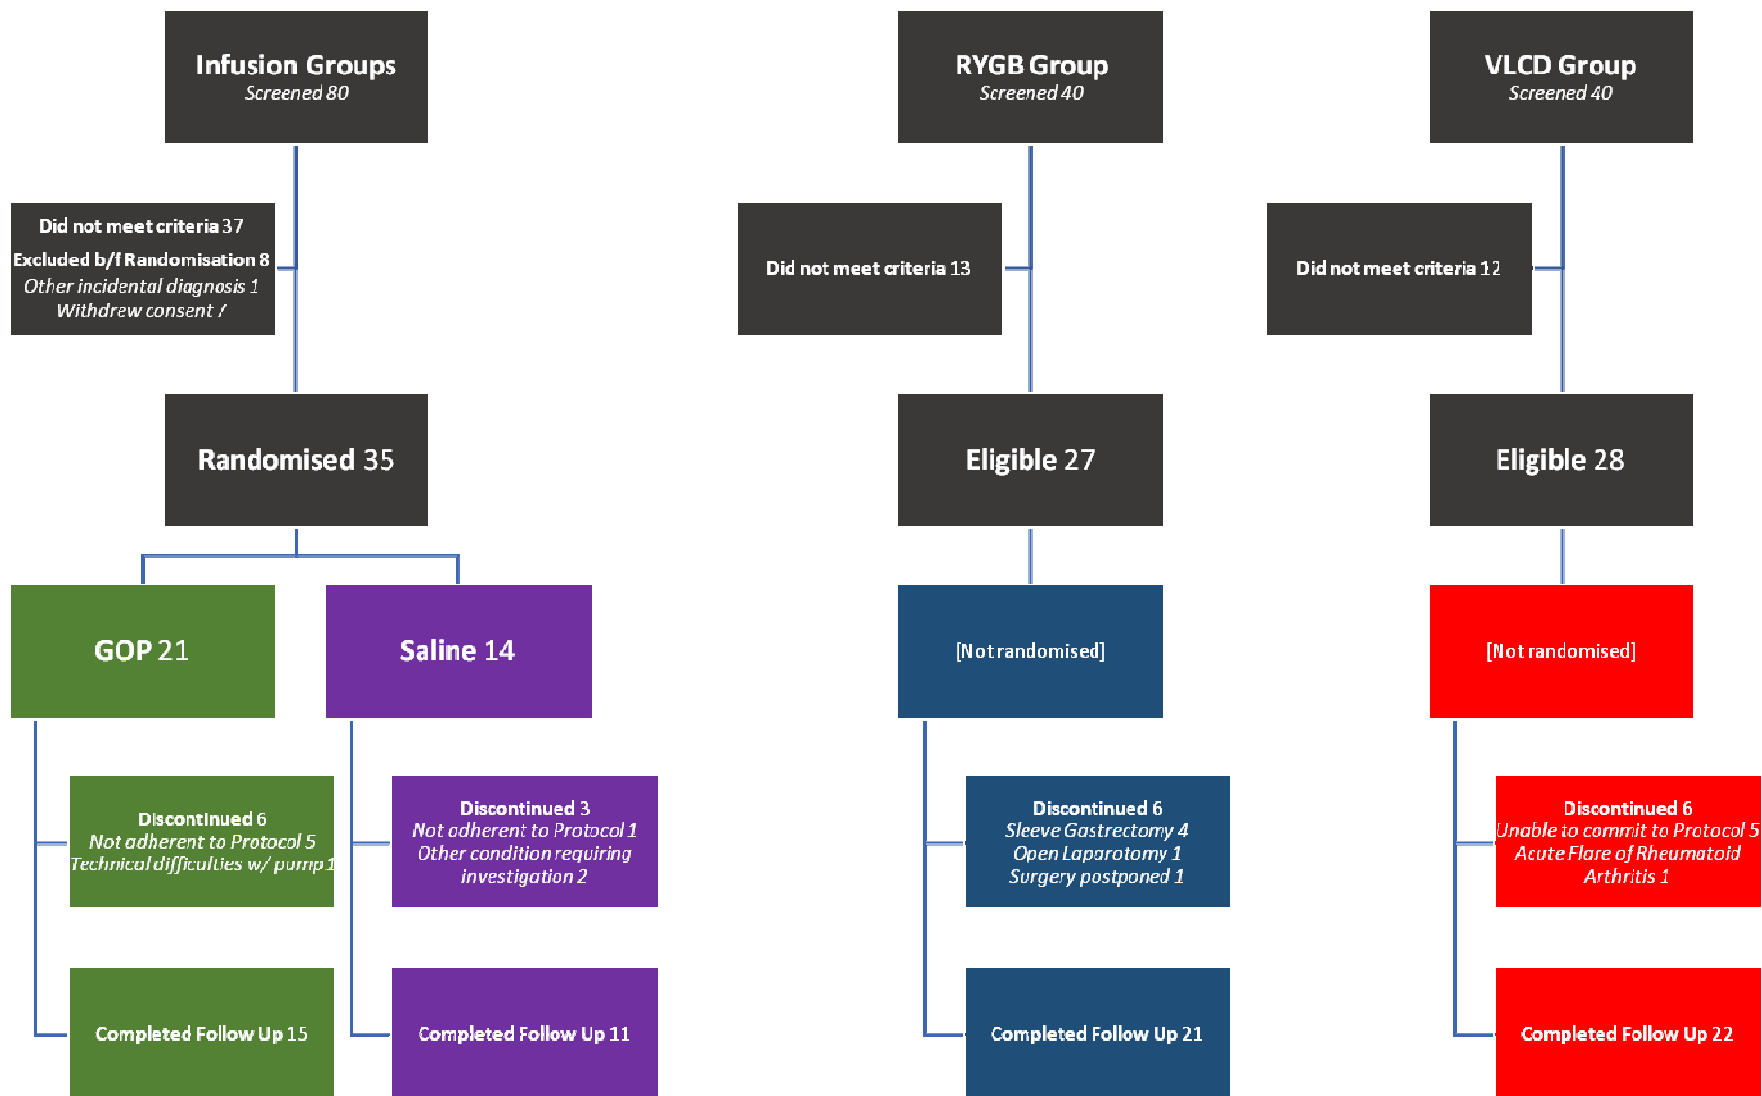 Infusion Groups
Screened 80
RYGB Group
Screened 40
VLCD Group
Screened 40
Did not meet criteria 37
Excluded b/f Randomisation 8
Other incidental diagnosis 1
Withdrew consent 7
Did not meet criteria 13
Did not meet criteria 12
Randomised 35
Eligible 27
Eligible 28
GOP 21
Saline 14
[Not randomised]
[Not randomised]
Discontinued 6
Not adherent to Protocol 5
Technical difficulties w/ pump 1
Discontinued 3
Not adherent to Protocol 1
Other condition requiring
investigation 2
Discontinued 6
Sleeve Gastrectomy 4
Open Laparotomy 1
Surgery postponed 1
Discontinued 6
Unable to commit to Protocol 5
Acute Flare of Rheumatoid
Arthritis 1
Completed Follow Up 15
Completed Follow Up 11
Completed Follow Up 21
Completed Follow Up 22